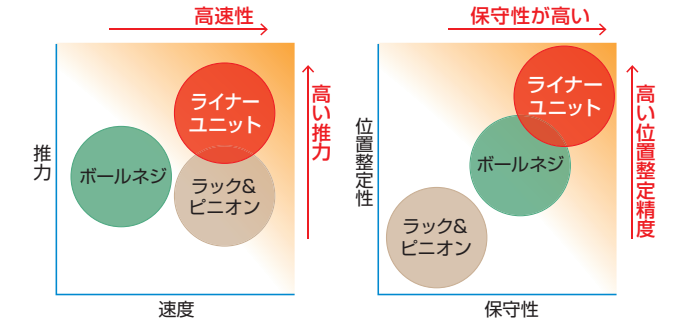 高速性
推力
ライナー
ユニット
ボールネジ
ラック&
ピニオン
高い推力
速度
保守性が高い
位置整定性
ライナー
ユニット
ボールネジ
ラック&
ピニオン
高い位置整定精度
保守性